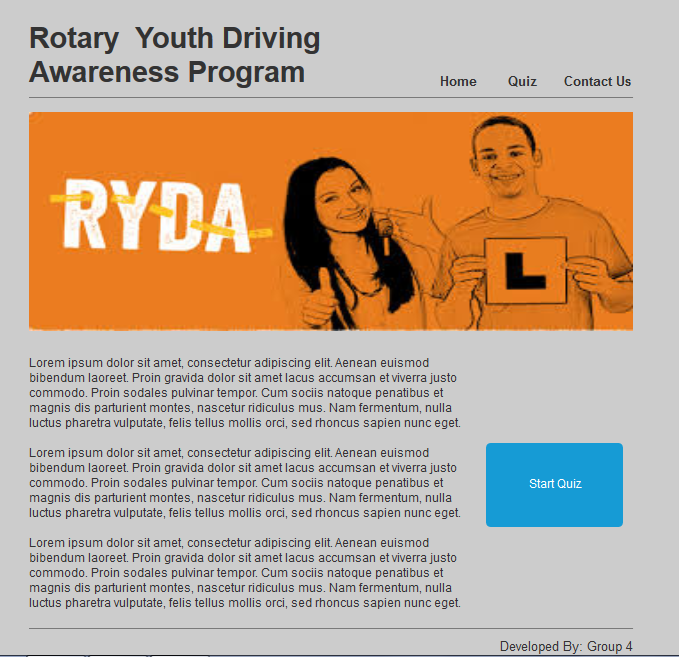 Rotary  Youth Driving
Awareness Program
Home Quiz Contact Us
RYDA
L
Lorem ipsum dolor sit amet, consectetur adipiscing elit. Aenean euismod
bibendum laoreet. Proin gravida dolor sit amet lacus accumsan et viverra justo
commodo. Proin sodales pulvinar tempor. Cum sociis natoque penatibus et
magnis dis parturient montes, nascetur ridiculus mus. Nam fermentum, nulla
luctus pharetra vulputate, felis tellus mollis orci, sed rhoncus sapien nunc eget.
Lorem ipsum dolor sit amet, consectetur adipiscing elit. Aenean euismod
bibendum laoreet. Proin gravida dolor sit amet lacus accumsan et viverra justo
commodo. Proin sodales pulvinar tempor. Cum sociis natoque penatibus et
magnis dis parturient montes, nascetur ridiculus mus. Nam fermentum, nulla
luctus pharetra vulputate, felis tellus mollis orci, sed rhoncus sapien nunc eget.
Start Quiz
Lorem ipsum dolor sit amet, consectetur adipiscing elit. Aenean euismod
bibendum laoreet. Proin gravida dolor sit amet lacus accumsan et viverra justo
commodo. Proin sodales pulvinar tempor. Cum sociis natoque penatibus et
magnis dis parturient montes, nascetur ridiculus mus. Nam fermentum, nulla
luctus pharetra vulputate, felis tellus mollis orci, sed rhoncus sapien nunc eget.
Developed By: Group 4